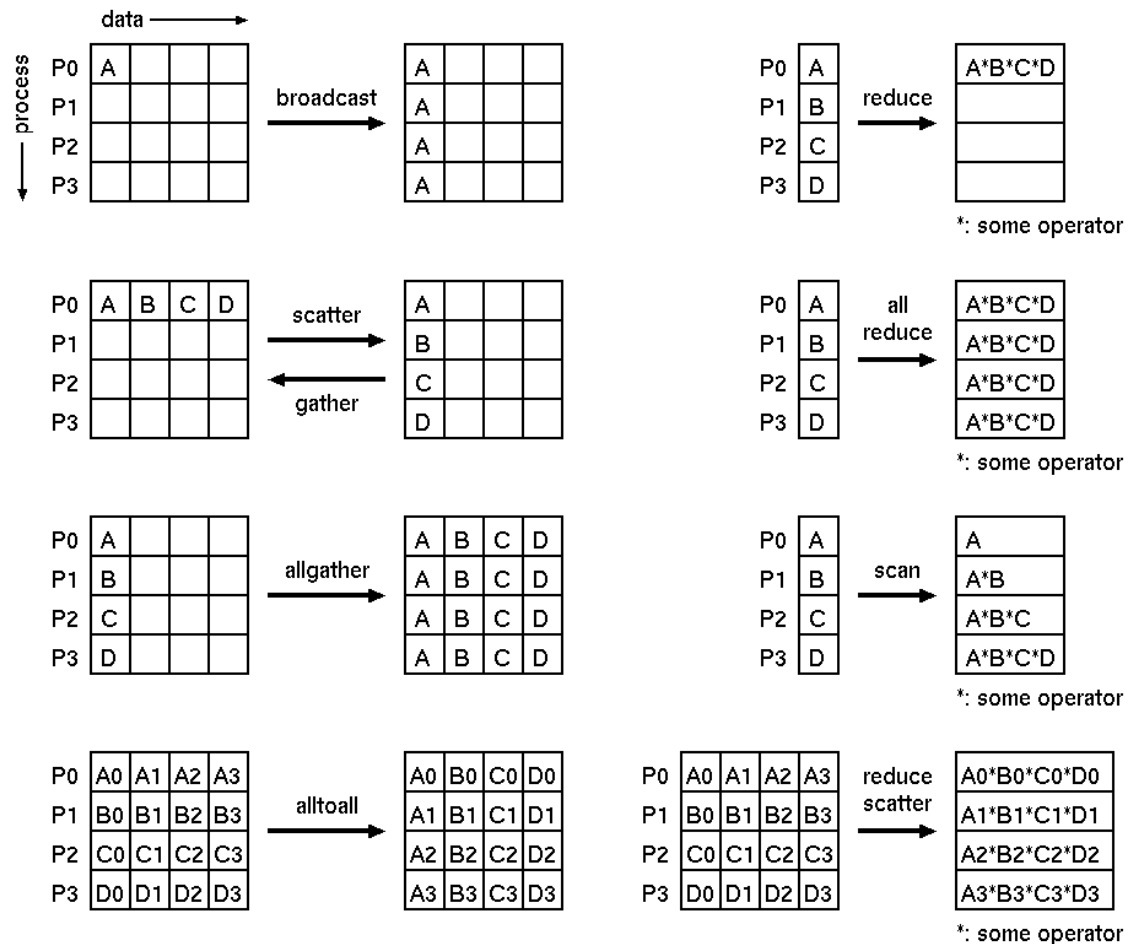 data
process
P0 A
P1
P2
P3
broadcast
A
A
A
A
P0 A
P1 B
P2 C
P3 D
reduce
A*B*C*D
*: some operator
P0 A B C D
P1
P2
P3
scatter
gather
A
B
C
D
P0 A
P1 B
P2 C
P3 D
all
reduce
A*B*C*D
A*B*C*D
A*B*C*D
A*B*C*D
*: some operator
P0 A
P1 B
P2 C
P3 D
allgather
A B C D
A B C D
A B C D
A B C D
P0 A
P1 B
P2 C
P3 D
scan
A
A*B
A*B*C
A*B*C*D
*: some operator
P0 A0 A1 A2 A3
P1 B0 B1 B2 B3
P2 C0 C1 C2 C3
P3 D0 D1 D2 D3
alltoall
A0 B0 C0 D0
A1 B1 C1 D1
A2 B2 C2 D2
A3 B3 C3 D3
P0 A0 A1 A2 A3
P1 B0 B1 B2 B3
P2 C0 C1 C2 C3
P3 D0 D1 D2 D3
reduce
scatter
A0*B0*C0*D0
A1*B1*C1*D1
A2*B2*C2*D2
A3*B3*C3*D3
*: some operator